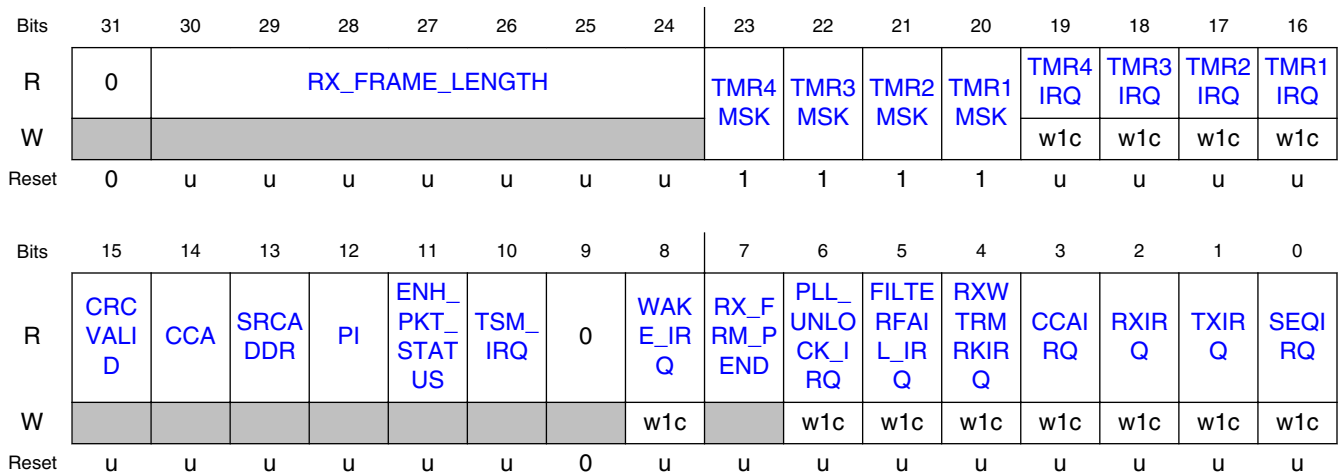 Bits 31 30 29 28 27 26 25 24 23 22 21 20 19 18 17 16
R 0 RX_FRAME_LENGTH TMR4 MSK TMR3 MSK TMR2 MSK TMR1 MSK TMR4 IRQ TMR3 IRQ TMR2 IRQ TMR1 IRQ
W w1c w1c w1c w1c
Reset 0 u u u u u u u 1 1 1 1 u u u u
Bits 15 14 13 12 11 10 9 8 7 6 5 4 3 2 1 0
R CRC VALI D CCA SRCA DDR PI ENH_ PKT_ STAT US TSM_ IRQ 0 WAK E_IR Q RX_F RM_P END PLL_ UNLO CK_I RQ FILTE RFAI L_IR Q RXW TRM RKIR Q CCAI RQ RXIR Q TXIR Q SEQI RQ
W w1c w1c w1c w1c w1c w1c w1c w1c
Reset u u u u u u 0 u u u u u u u u u